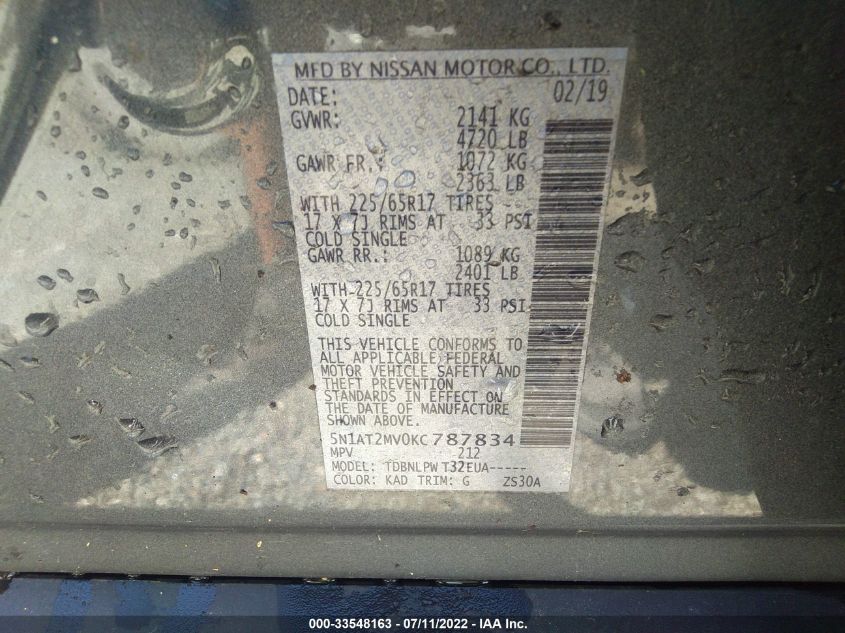 MFD BY NISSAN MOTOR CO., LTD.
DATE: 02/19
GVWR: 2141 KG
4720 LB
GAWR FR.: 1072 KG
2363 LB
WITH 225/65R17 TIRES
17 X 7J RIMS AT 33 PSI
COLD SINGLE
GAWR RR.: 1089 KG
2401 LB
WITH 225/65R17 TIRES
17 X 7J RIMS AT 33 PSI
COLD SINGLE
THIS VEHICLE CONFORMS TO
ALL APPLICABLE FEDERAL
MOTOR VEHICLE SAFETY AND
THEFT PREVENTION
STANDARDS IN EFFECT ON
THE DATE OF MANUFACTURE
SHOWN ABOVE.
5N1AT2MV0KC787834
MPV 212
MODEL: TDBNLPW T32EUA-----
COLOR: KAD TRIM: G ZS30A
000-33548163 - 07/11/2022 - IAA Inc.